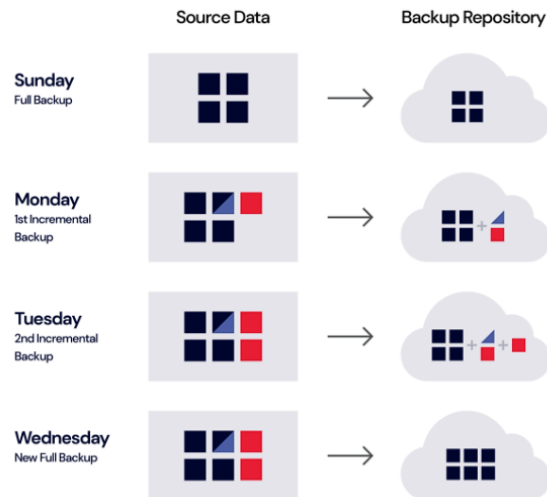 Source Data
Backup Repository
Sunday
Full Backup
Monday
1st Incremental
Backup
Tuesday
2nd Incremental
Backup
Wednesday
New Full Backup